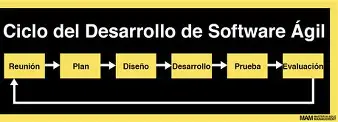 Ciclo del Desarrollo de Software Ágil
Reunión Plan Diseño Desarrollo Prueba Evaluación
MAM